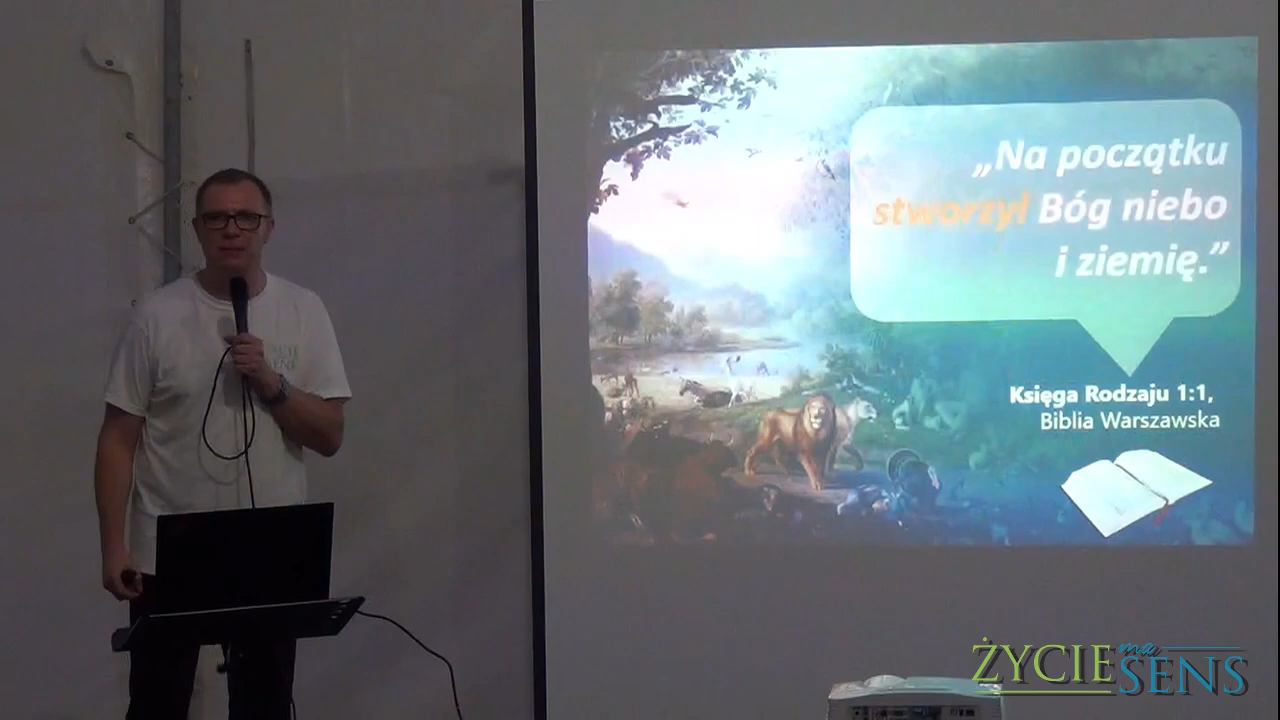 „Na początku
stworzył Bóg niebo
i ziemię.”
Księga Rodzaju 1:1,
Biblia Warszawska
ŻYCIE ma SENS